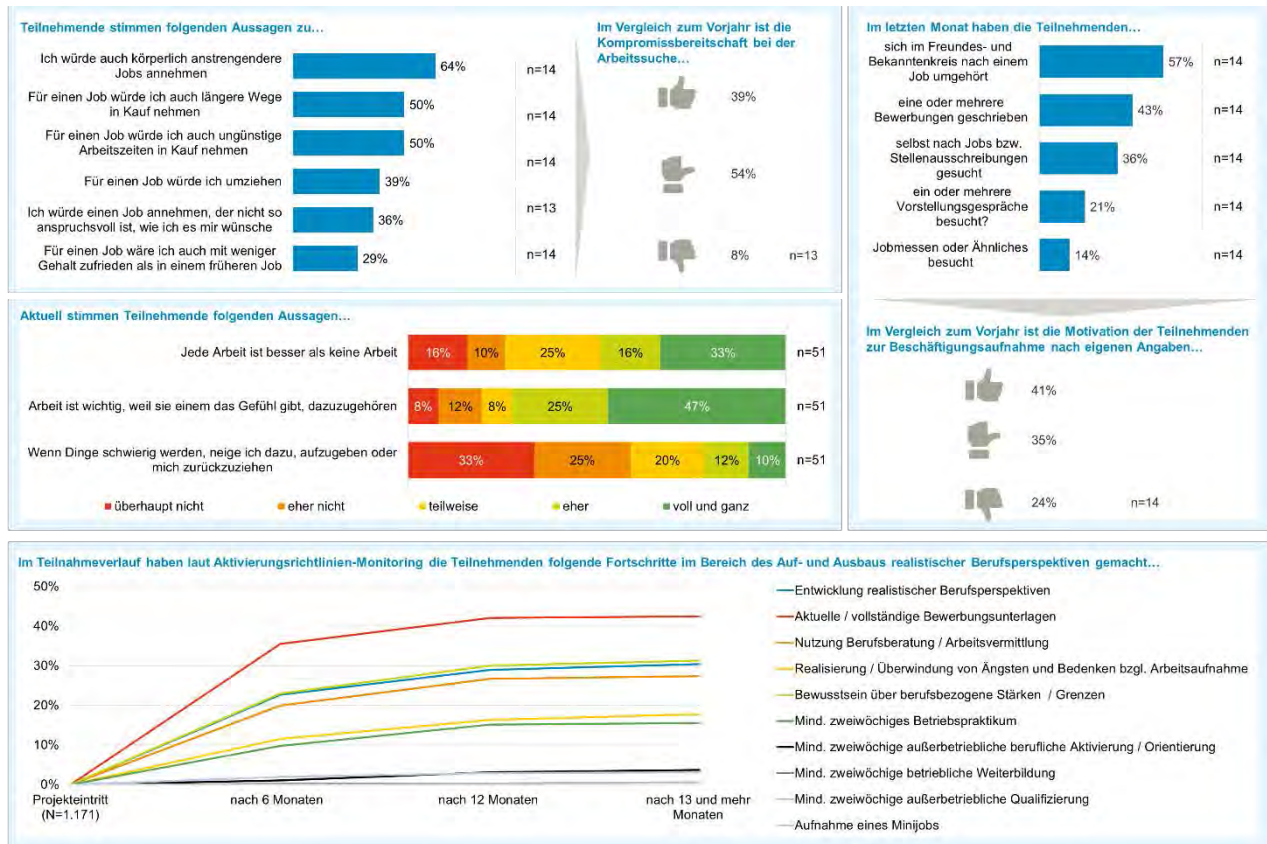 Teilnehmende stimmen folgenden Aussagen zu…
Ich würde auch körperlich anstrengendere
Jobs annehmen
64%
n=14
Für einen Job würde ich auch längere Wege
in Kauf nehmen
50%
n=14
Für einen Job würde ich auch ungünstige
Arbeitszeiten in Kauf nehmen
50%
n=14
Für einen Job würde ich umziehen
39%
n=13
Ich würde einen Job annehmen, der nicht so
anspruchsvoll ist, wie ich es mir wünsche
36%
Für einen Job wäre ich auch mit weniger
Gehalt zufrieden als in einem früheren Job
29%
n=14
Im Vergleich zum Vorjahr ist die
Kompromissbereitschaft bei der
Arbeitssuche…
39%
54%
8%
n=13
Im letzten Monat haben die Teilnehmenden…
sich im Freundes- und
Bekanntenkreis nach einem
Job umgehört
57%
n=14
eine oder mehrere
Bewerbungen geschrieben
43%
n=14
selbst nach Jobs bzw.
Stellenausschreibungen
gesucht
36%
n=14
ein oder mehrere
Vorstellungsgespräche
besucht?
21%
n=14
Jobmessen oder Ähnliches
besucht
14%
n=14
Im Vergleich zum Vorjahr ist die Motivation der Teilnehmenden
zur Beschäftigungsaufnahme nach eigenen Angaben…
41%
35%
24%
n=14
Aktuell stimmen Teilnehmende folgenden Aussagen…
Jede Arbeit ist besser als keine Arbeit
16% 10% 25% 16% 33% n=51
Arbeit ist wichtig, weil sie einem das Gefühl gibt, dazuzugehören
8% 12% 8% 25% 47% n=51
Wenn Dinge schwierig werden, neige ich dazu, aufzugeben oder
mich zurückzuziehen
33% 25% 20% 12% 10% n=51
überhaupt nicht eher nicht teilweise eher voll und ganz
Im Teilnahmeverlauf haben laut Aktivierungsrichtlinien-Monitoring die Teilnehmenden folgende Fortschritte im Bereich des Auf- und Ausbaus realistischer Berufsperspektiven gemacht…
50%
40%
30%
20%
10%
0%
Projekteintritt
(N=1.171)
nach 6 Monaten
nach 12 Monaten
nach 13 und mehr
Monaten
Entwicklung realistischer Berufsperspektiven
Aktuelle / vollständige Bewerbungsunterlagen
Nutzung Berufsberatung / Arbeitsvermittlung
Realisierung / Überwindung von Ängsten und Bedenken bzgl. Arbeitsaufnahme
Bewusstsein über berufsbezogene Stärken / Grenzen
Mind. zweiwöchiges Betriebspraktikum
Mind. zweiwöchige außerbetriebliche berufliche Aktivierung / Orientierung
Mind. zweiwöchige betriebliche Weiterbildung
Mind. zweiwöchige außerbetriebliche Qualifizierung
Aufnahme eines Minijobs